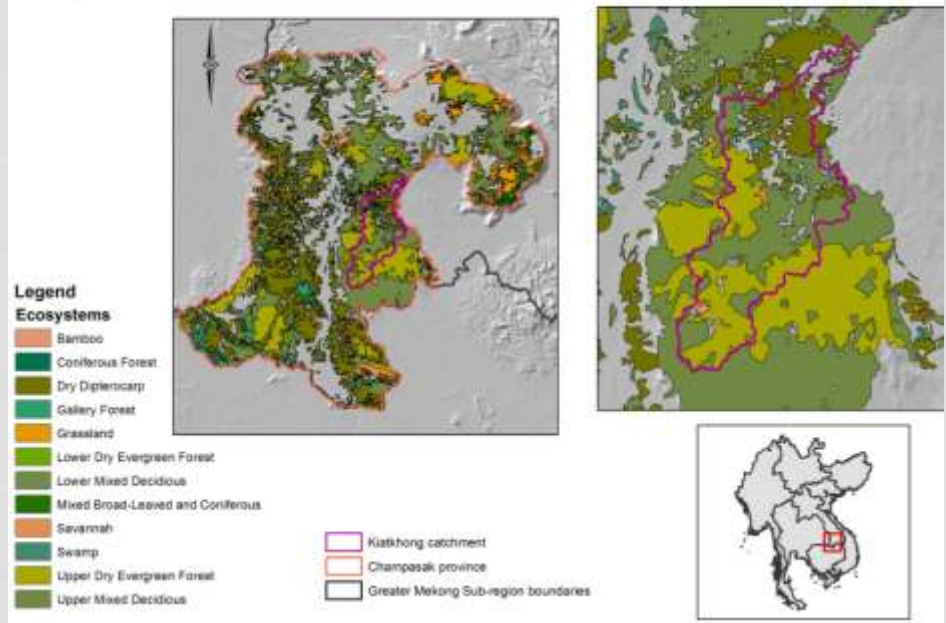 Legend
Ecosystems
Bamboo
Coniferous Forest
Dry Dipterocarp
Gallery Forest
Grassland
Lower Dry Evergreen Forest
Lower Mixed Decidious
Mixed Broad-Leaved and Coniferous
Savannah
Swamp
Upper Dry Evergreen Forest
Upper Mixed Decidious
Kiatkhong catchment
Champasak province
Greater Mekong Sub-region boundaries